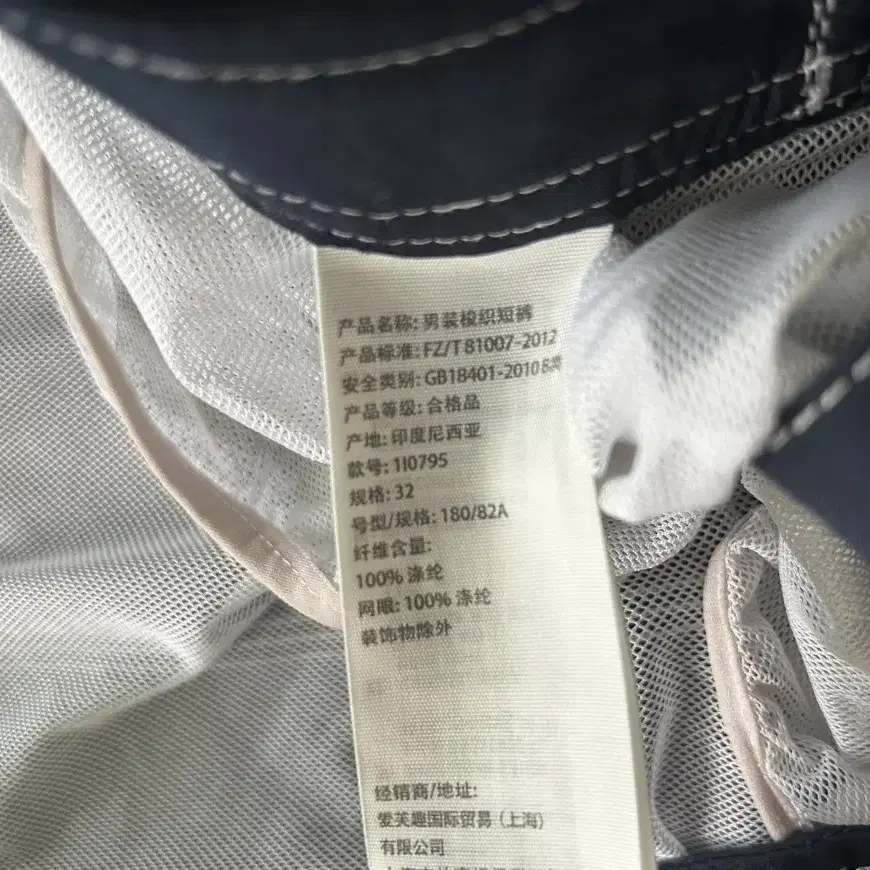 产品名称: 男装梭织短裤
产品标准: FZ/T 81007-2012
安全类别: GB18401-2010 B类
产品等级: 合格品
产地: 印度尼西亚
款号: 1I0795
规格: 32
号型/规格: 180/82A
纤维含量:
100% 涤纶
网眼: 100% 涤纶
装饰物除外
经销商/地址:
爱芙趣国际贸易 (上海)
有限公司